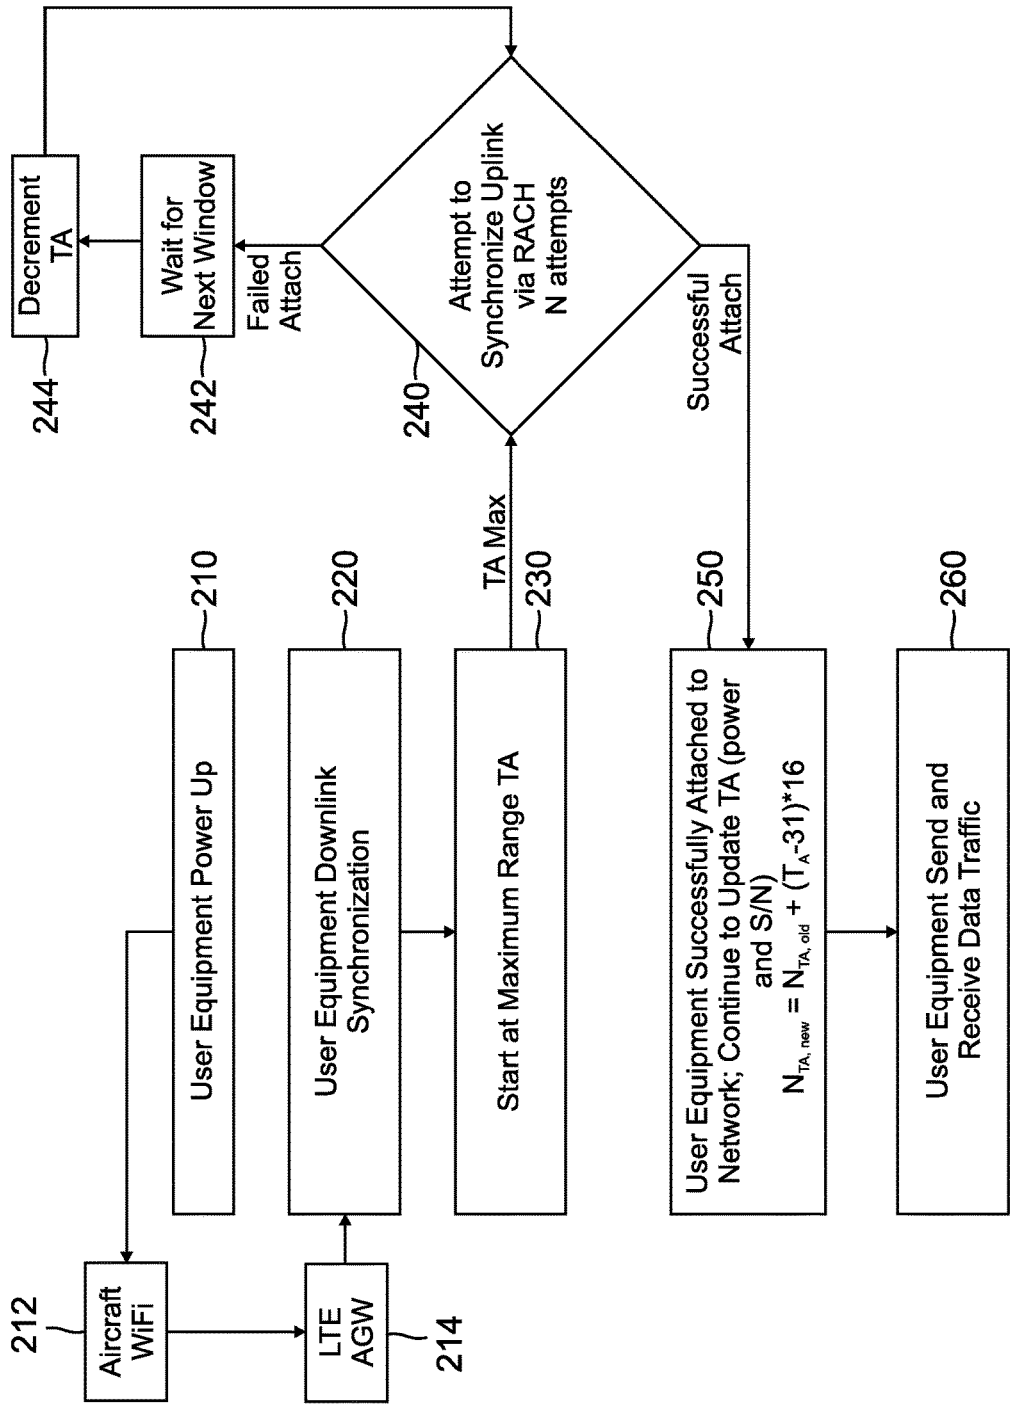 212
Aircraft
WiFi
LTE
AGW
214
User Equipment Power Up
210
User Equipment Downlink
Synchronization
220
Start at Maximum Range TA
230
TA Max
Attempt to
Synchronize Uplink
via RACH
N attempts
240
Failed
Attach
Wait for
Next Window
242
Decrement
TA
244
Successful
Attach
User Equipment Successfully Attached to
Network; Continue to Update TA (power
and S/N)
N_TA, new = N_TA, old + (T_A-31)*16
250
User Equipment Send and
Receive Data Traffic
260